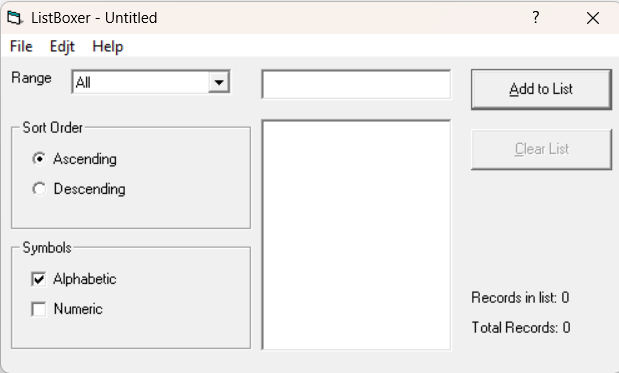 ListBoxer - Untitled
File Edjt Help
Range All
Add to List
Sort Order
Ascending
Descending
Clear List
Symbols
Alphabetic
Numeric
Records in list: 0
Total Records: 0